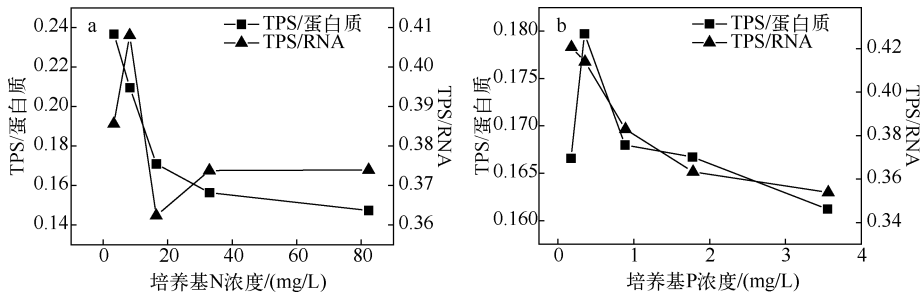 a
TPS/蛋白质
TPS/RNA
0.24
0.22
0.20
0.18
0.16
0.14
TPS/蛋白质
0.41
0.40
0.39
0.38
0.37
0.36
TPS/RNA
0 20 40 60 80
培养基N浓度/(mg/L)
b
TPS/蛋白质
TPS/RNA
0.180
0.175
0.170
0.165
0.160
TPS/蛋白质
0.42
0.40
0.38
0.36
0.34
TPS/RNA
0 1 2 3 4
培养基P浓度/(mg/L)